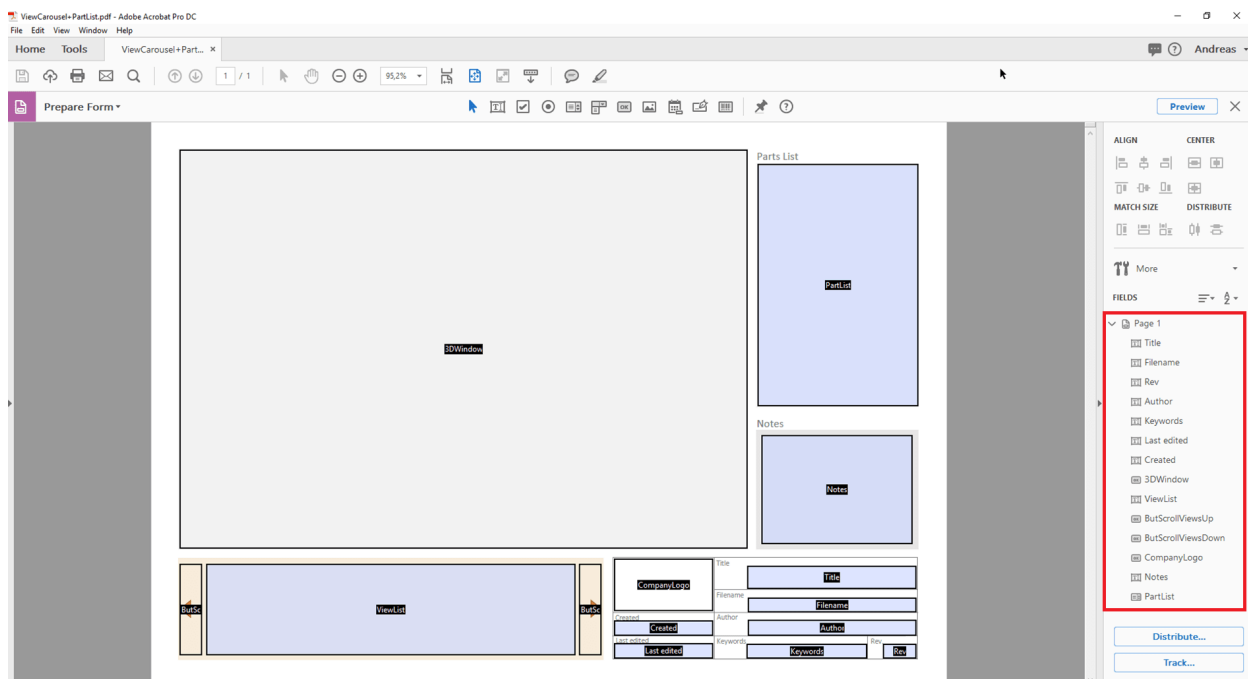 ViewCarousel+PartList.pdf - Adobe Acrobat Pro DC
File Edit View Window Help
Home Tools ViewCarousel+Part... × Andreas
1 / 1 95,2%
Prepare Form Preview
OK
ALIGN CENTER
MATCH SIZE DISTRIBUTE
More
FIELDS
Page 1
Title
Filename
Rev
Author
Keywords
Last edited
Created
3DWindow
ViewList
ButScrollViewsUp
ButScrollViewsDown
CompanyLogo
Notes
PartList
Distribute...
Track...
Parts List
PartList
3DWindow
Notes
Notes
ButSc
ViewList
ButSc
CompanyLogo
Title
Title
Filename
Filename
Created
Created
Author
Author
Last edited
Last edited
Keywords
Keywords
Rev
Rev